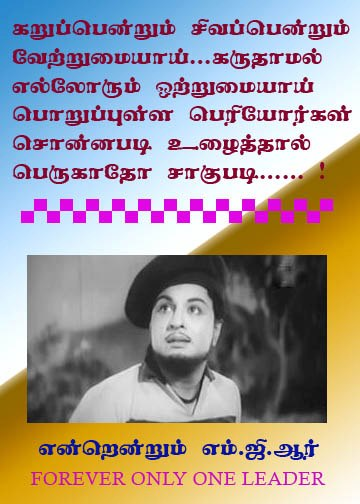 கறுப்பென்றும் சிவப்பென்றும்
வேற்றுமையாய்...கருதாமல்
எல்லோரும் ஒற்றுமையாய்
பொறுப்புள்ள பெரியோர்கள்
சொன்னபடி உழைத்தால்
பெருகாதோ சாகுபடி...... !
என்றென்றும் எம்.ஜி.ஆர்
FOREVER ONLY ONE LEADER